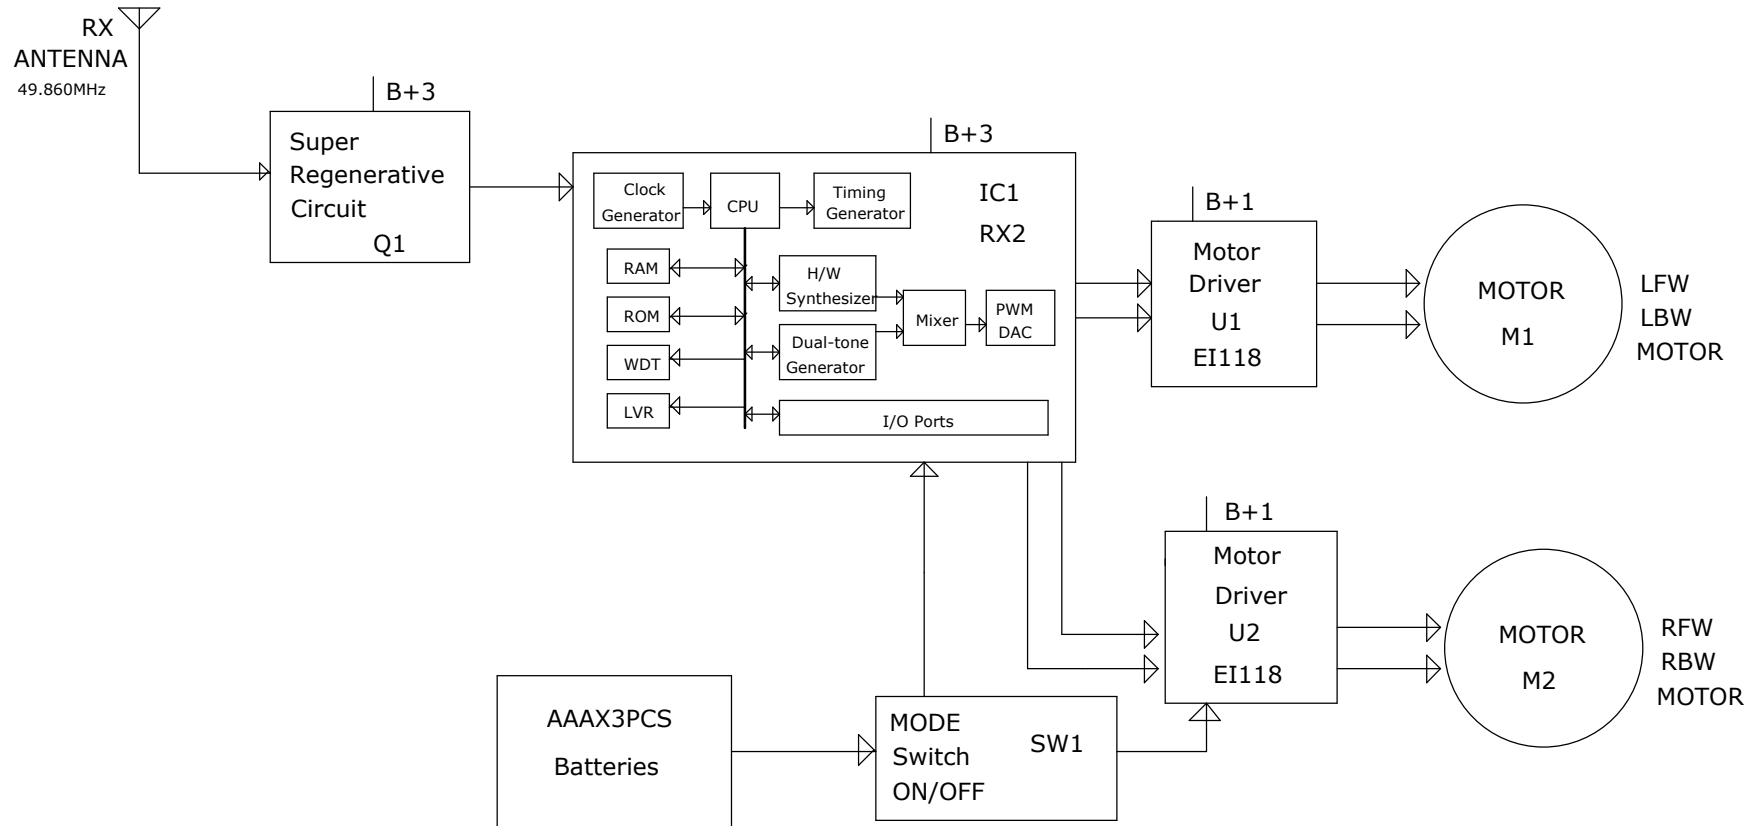 RX
ANTENNA
49.860MHz
B+3
Super
Regenerative
Circuit
Q1
B+3
IC1
RX2
Clock
Generator
CPU
Timing
Generator
RAM
ROM
WDT
LVR
H/W
Synthesizer
Dual-tone
Generator
Mixer
PWM
DAC
I/O Ports
B+1
Motor
Driver
U1
EI118
MOTOR
M1
LFW
LBW
MOTOR
B+1
Motor
Driver
U2
EI118
MOTOR
M2
RFW
RBW
MOTOR
AAAX3PCS
Batteries
MODE
Switch
ON/OFF
SW1